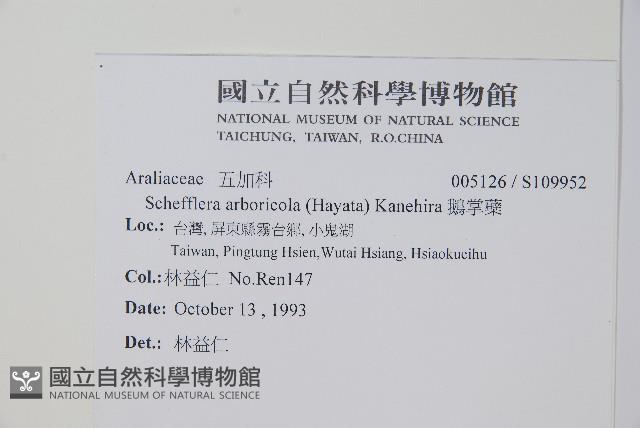 國立自然科學博物館
NATIONAL MUSEUM OF NATURAL SCIENCE
TAICHUNG, TAIWAN, R.O.CHINA
Araliaceae 五加科 005126 / S109952
Schefflera arboricola (Hayata) Kanehira 鵝掌蘗
Loc.: 台灣, 屏東縣霧台鄉, 小鬼湖
Taiwan, Pingtung Hsien,Wutai Hsiang, Hsiaokueihu
Col.:林益仁 No.Ren147
Date: October 13 , 1993
Det.: 林益仁
國立自然科學博物館
NATIONAL MUSEUM OF NATURAL SCIENCE